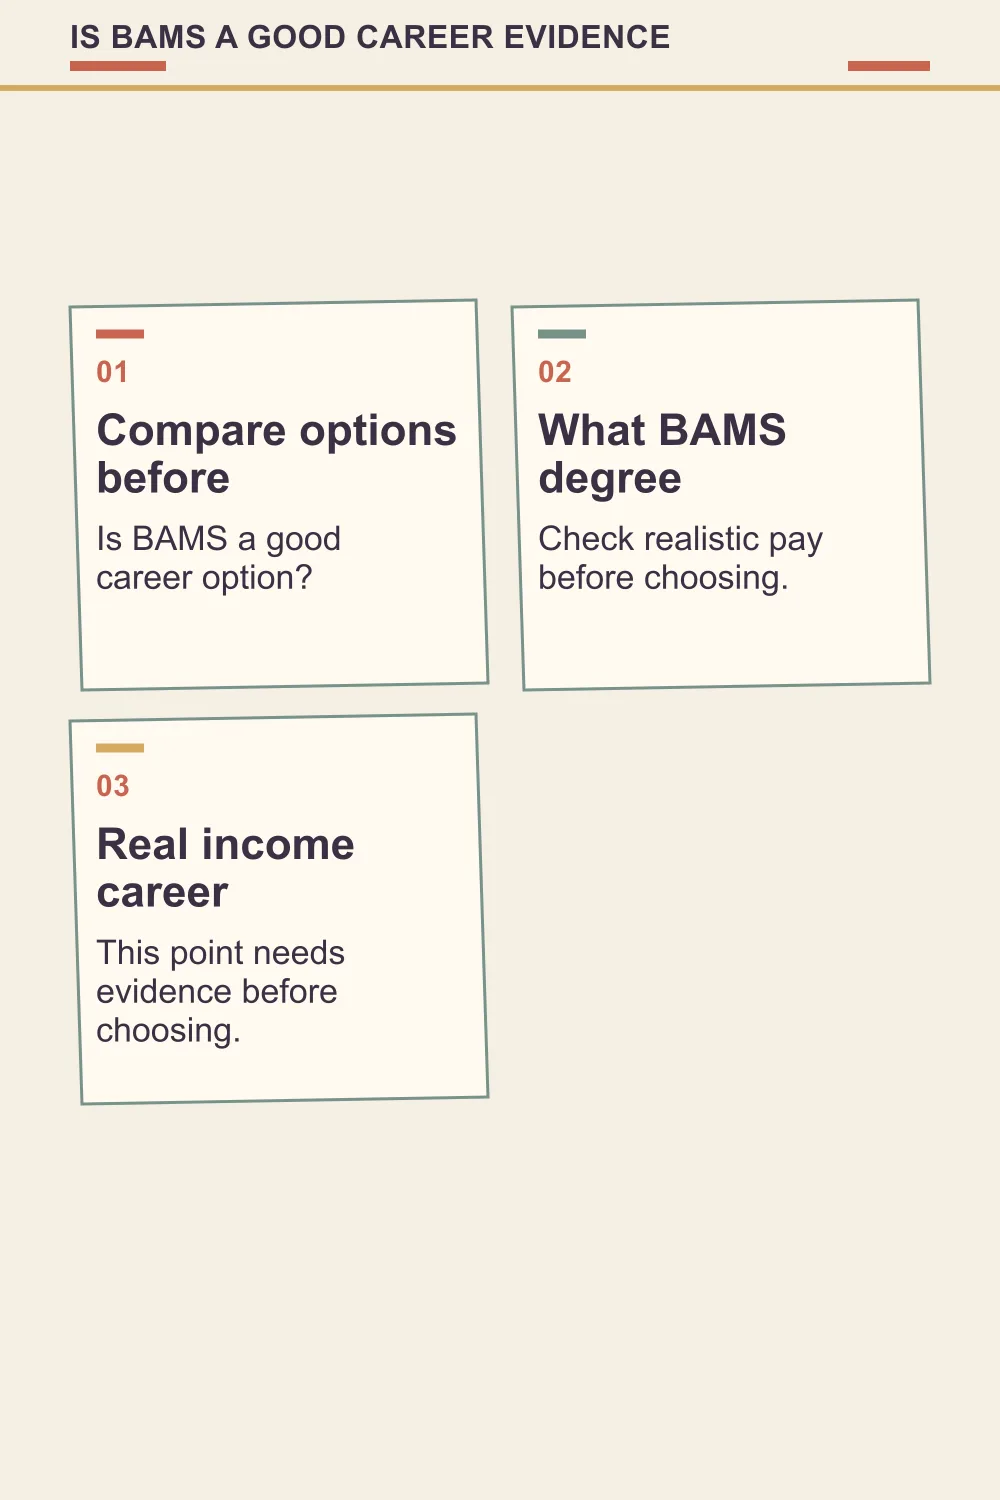 IS BAMS A GOOD CAREER EVIDENCE
01
Compare options
before
Is BAMS a good
career option?
02
What BAMS
degree
Check realistic pay
before choosing.
03
Real income
career
This point needs
evidence before
choosing.